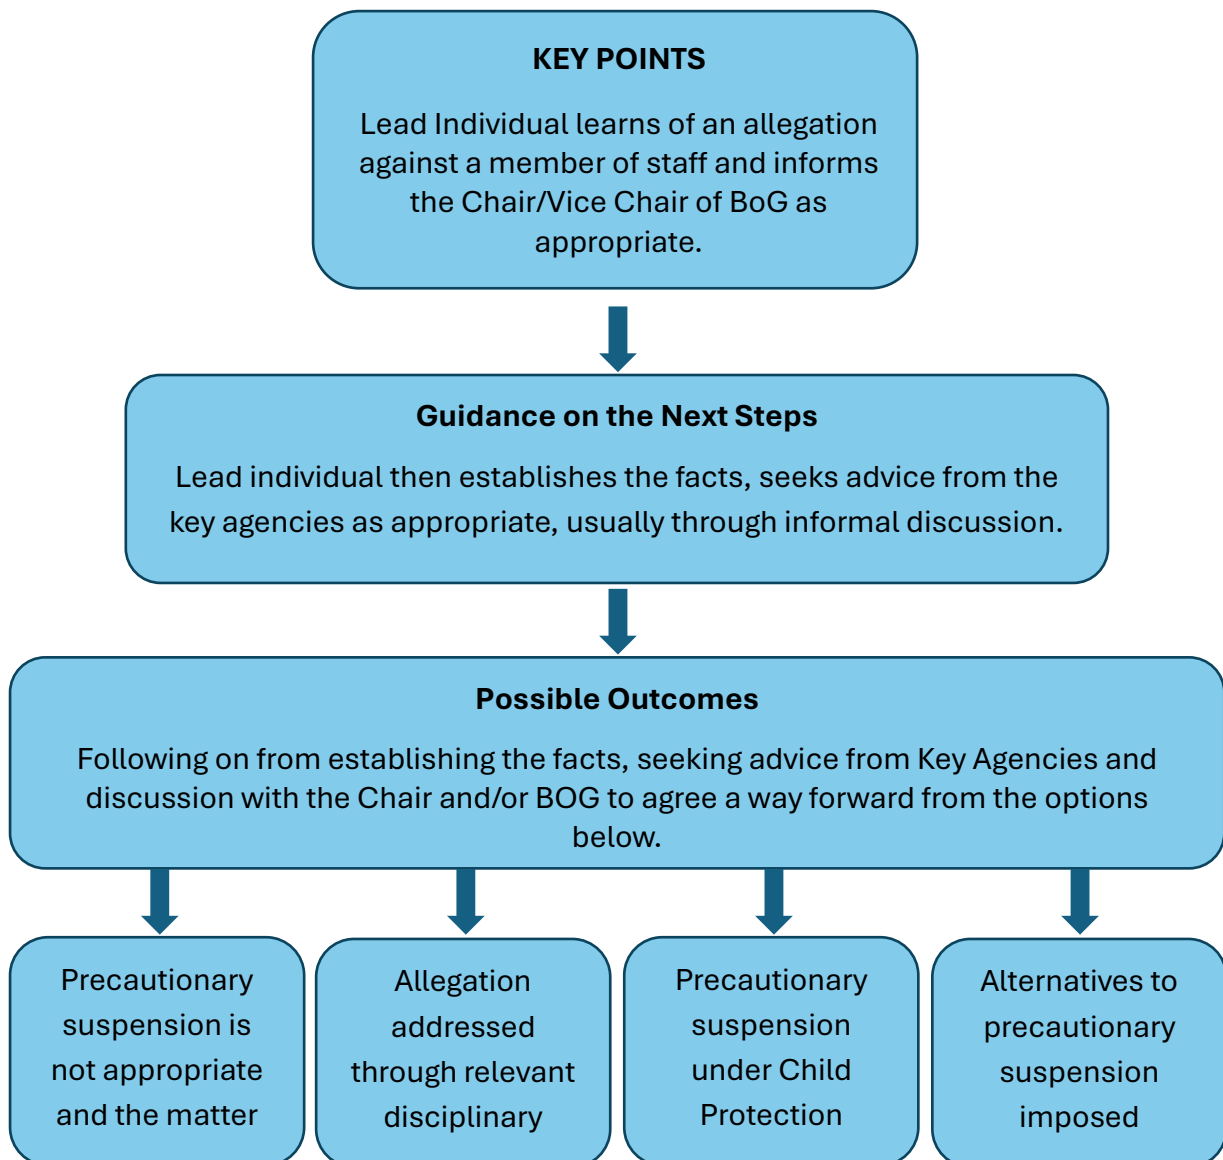 KEY POINTS
Lead Individual learns of an allegation
against a member of staff and informs
the Chair/Vice Chair of BoG as
appropriate.
Guidance on the Next Steps
Lead individual then establishes the facts, seeks advice from the
key agencies as appropriate, usually through informal discussion.
Possible Outcomes
Following on from establishing the facts, seeking advice from Key Agencies and
discussion with the Chair and/or BOG to agree a way forward from the options
below.
Precautionary
suspension is
not appropriate
and the matter
Allegation
addressed
through relevant
disciplinary
Precautionary
suspension
under Child
Protection
Alternatives to
precautionary
suspension
imposed